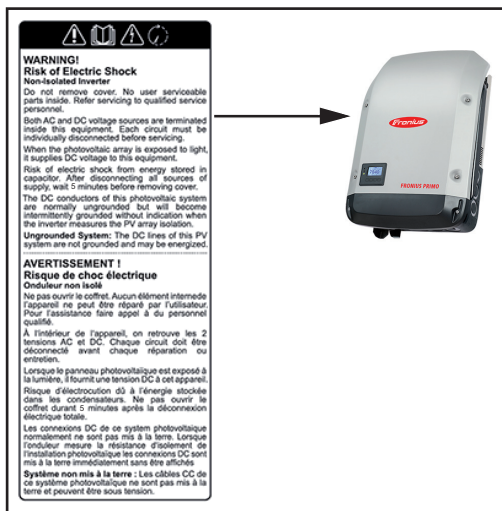 WARNING!
Risk of Electric Shock
Non-Isolated Inverter
Do not remove cover. No user serviceable
parts inside. Refer servicing to qualified service
personnel.
Both AC and DC voltage sources are terminated
inside this equipment. Each circuit must be
individually disconnected before servicing.
When the photovoltaic array is exposed to light,
it supplies DC voltage to this equipment.
Risk of electric shock from energy stored in
capacitor. After disconnecting all sources of
supply, wait 5 minutes before removing cover.
The DC conductors of this photovoltaic system
are normally ungrounded but will become
intermittently grounded without indication when
the inverter measures the PV array isolation.
Ungrounded System: The DC lines of this PV
system are not grounded and may be energized.
AVERTISSEMENT !
Risque de choc électrique
Onduleur non isolé
Ne pas ouvrir le coffret. Aucun élément internede
l'appareil ne peut être réparé par l'utilisateur.
Pour l'assistance faire appel à du personnel
qualifié.
À l'intérieur de l'appareil, on retrouve les 2
tensions AC et DC. Chaque circuit doit être
déconnecté avant chaque réparation ou
entretien.
Lorsque le panneau photovoltaïque est exposé à
la lumière, il fournit une tension DC à cet appareil.
Risque d'électrocution dû à l'énergie stockée
dans les condensateurs. Ne pas ouvrir le
coffret durant 5 minutes après la déconnexion
électrique totale.
Les connexions DC de ce system photovoltaique
normalement ne sont pas mis à la terre. Lorsque
l'onduleur mesure la résistance d'isolement de
l'installation photovoltaïque les connexions DC sont
mis à la terre immédiatement sans être affichés
Système non mis à la terre : Les câbles CC de
ce système photovoltaïque ne sont pas mis à la
terre et peuvent être sous tension.
Fronius
FRONIUS PRIMO